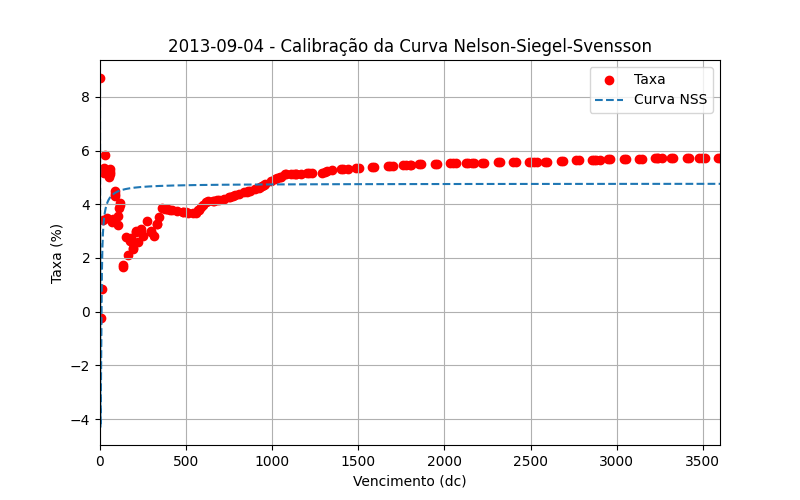 2013-09-04 - Calibração da Curva Nelson-Siegel-Svensson
Taxa
Curva NSS
Taxa (%)
8
6
4
2
0
−2
−4
0 500 1000 1500 2000 2500 3000 3500
Vencimento (dc)